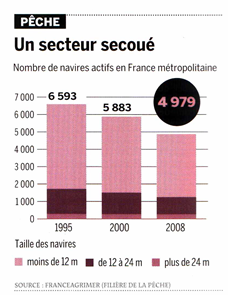 PÊCHE
Un secteur secoué
Nombre de navires actifs en France métropolitaine
7 000
6 593
6 000
5 883
4 979
5 000
4 000
3 000
2 000
1 000
0
1995 2000 2008
Taille des navires
moins de 12 m de 12 à 24 m plus de 24 m
SOURCE : FRANCEAGRIMER (FILIÈRE DE LA PÊCHE)